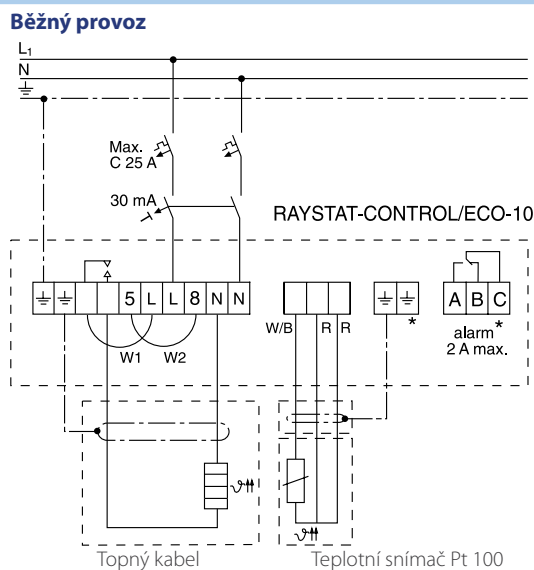 Běžný provoz
L1
N
Max.
C 25 A
30 mA
RAYSTAT-CONTROL/ECO-10
5 L L 8 N N
A B C
W/B R R
*
alarm*
2 A max.
W1 W2
ϑ
ϑ
Topný kabel
Teplotní snímač Pt 100